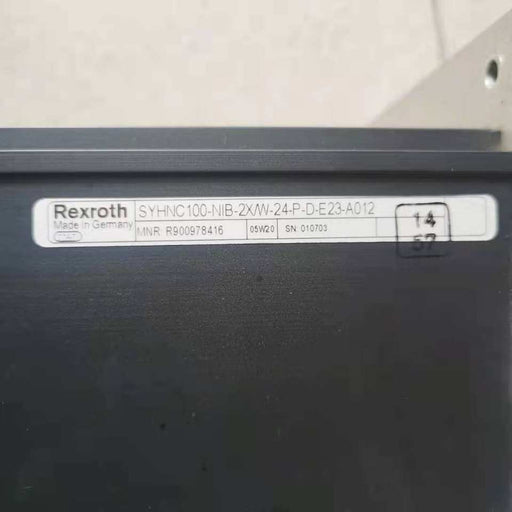 Rexroth
Made in Germany
SYHNC100-NIB-2X/W-24-P-D-E23-A012
MNR: R900978416
05W20
SN 010703
14
57